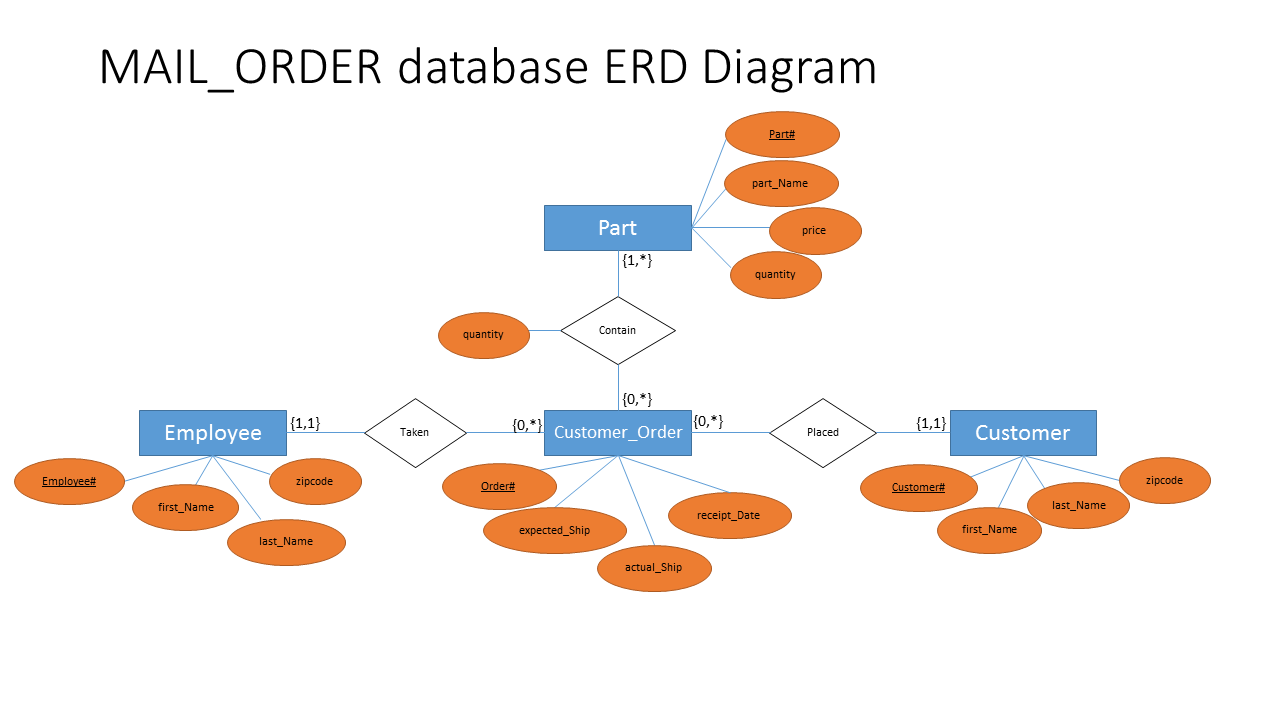 MAIL_ORDER database ERD Diagram
Part#
part_Name
Part
price
{1,*}
quantity
Contain
quantity
{0,*}
Employee
{1,1}
Taken
{0,*}
Customer_Order
{0,*}
Placed
{1,1}
Customer
Employee#
zipcode
first_Name
last_Name
Order#
receipt_Date
expected_Ship
actual_Ship
Customer#
zipcode
last_Name
first_Name